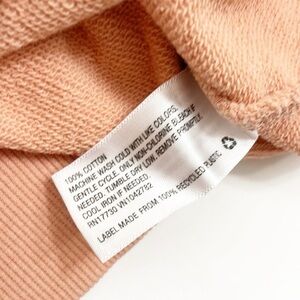 100% COTTON
MACHINE WASH COLD WITH LIKE COLORS.
GENTLE CYCLE. ONLY NON-CHLORINE BLEACH IF
NEEDED. TUMBLE DRY LOW. REMOVE PROMPTLY.
COOL IRON IF NEEDED.
RN17730 VN1042782
LABEL MADE FROM 100% RECYCLED PLASTIC